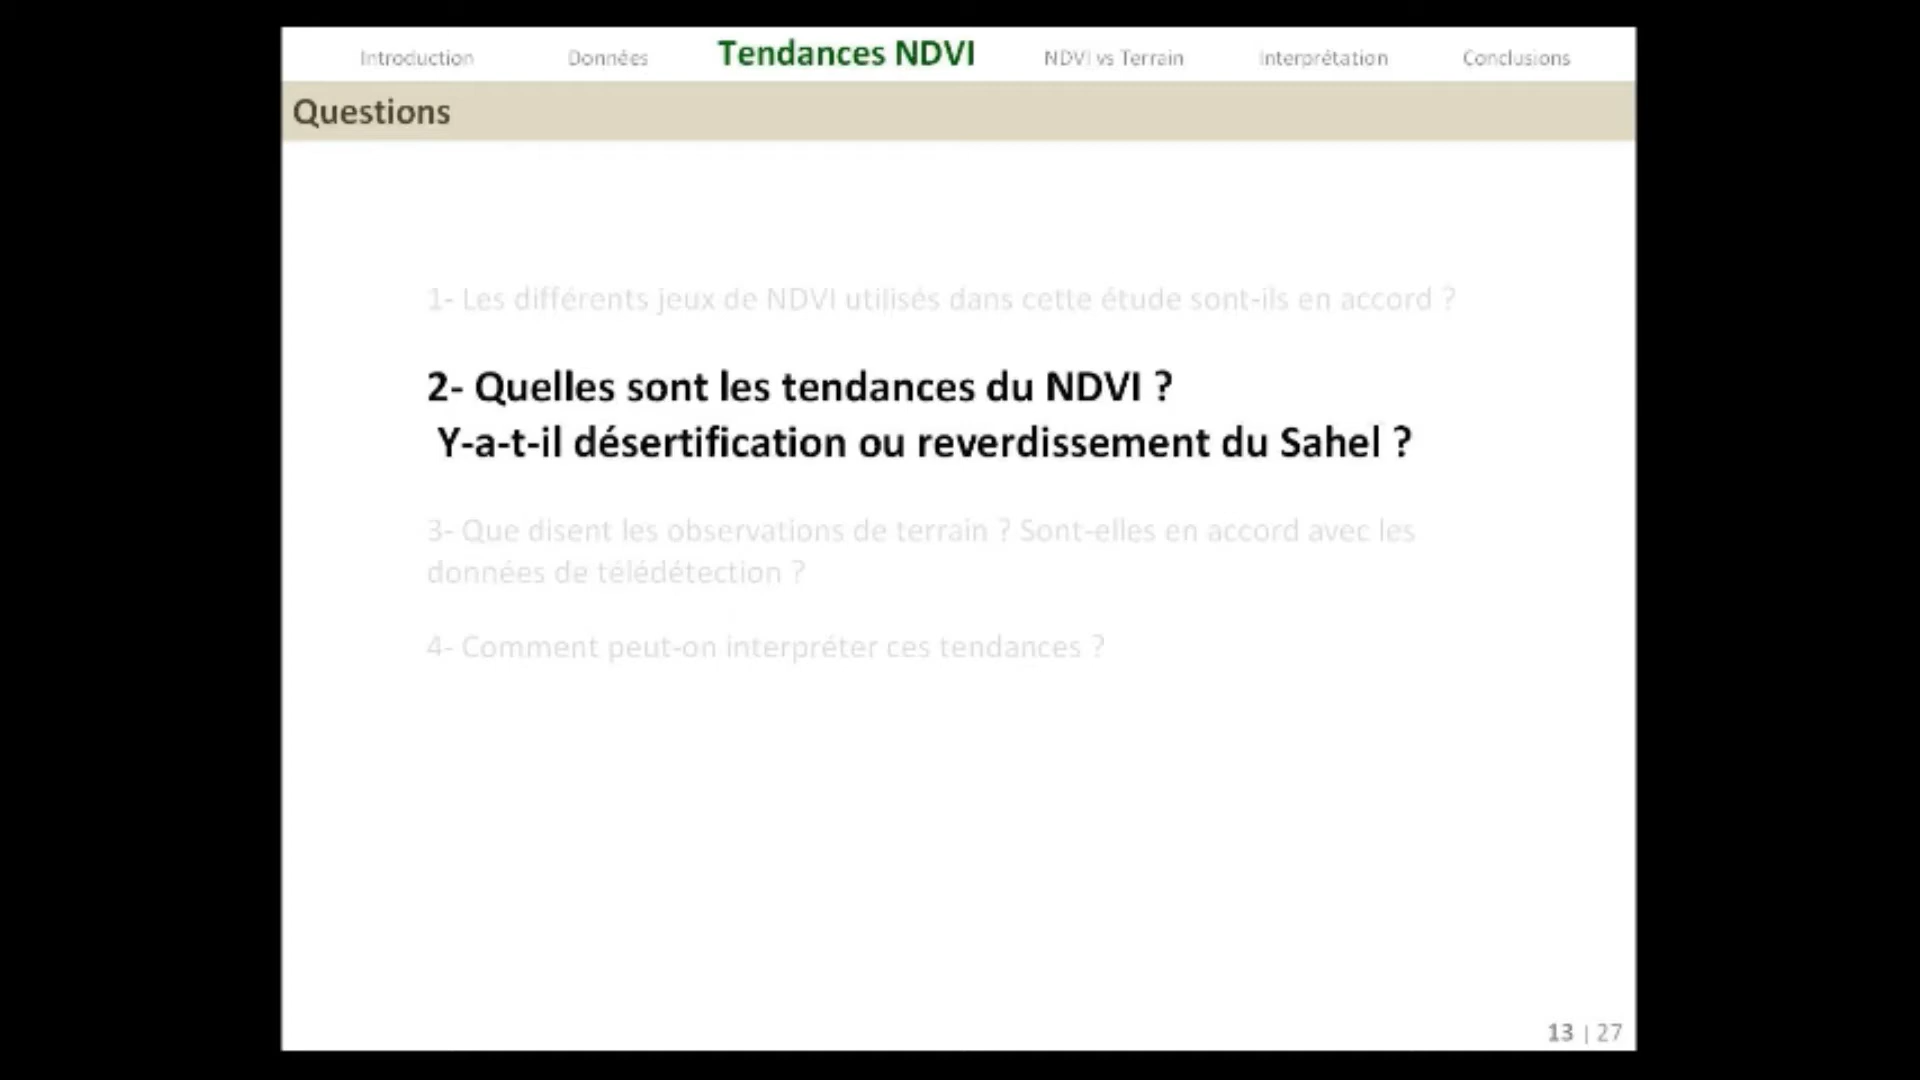 Introduction Données Tendances NDVI NDVI vs Terrain Interprétation Conclusions
Questions
1- Les différents jeux de NDVI utilisés dans cette étude sont-ils en accord ?
2- Quelles sont les tendances du NDVI ?
Y-a-t-il désertification ou reverdissement du Sahel ?
3- Que disent les observations de terrain ? Sont-elles en accord avec les
données de télédétection ?
4- Comment peut-on interpréter ces tendances ?
13 | 27